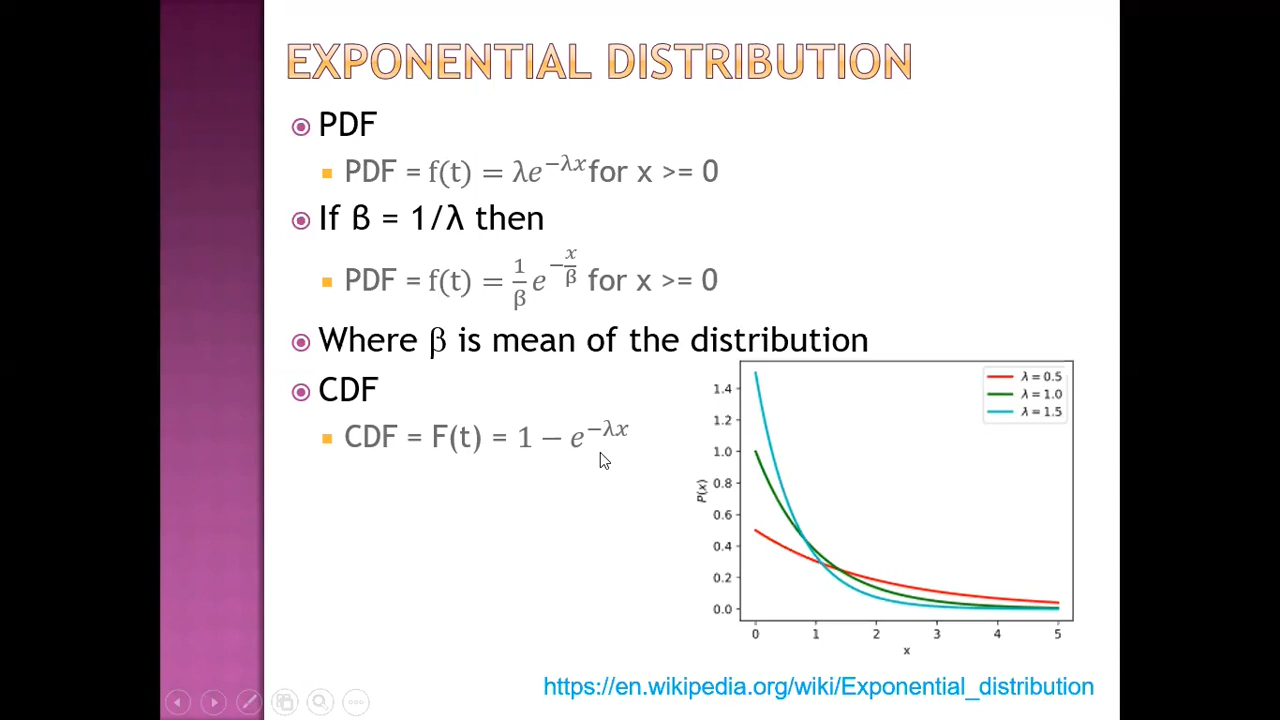 EXPONENTIAL DISTRIBUTION
PDF
PDF = f(t) = λe^{−λx} for x >= 0
If β = 1/λ then
PDF = f(t) = \frac{1}{β} e^{−\frac{x}{β}} for x >= 0
Where β is mean of the distribution
CDF
CDF = F(t) = 1 − e^{−λx}
λ = 0.5
λ = 1.0
λ = 1.5
1.4
1.2
1.0
0.8
0.6
0.4
0.2
0.0
P(x)
0 1 2 3 4 5
x
https://en.wikipedia.org/wiki/Exponential_distribution